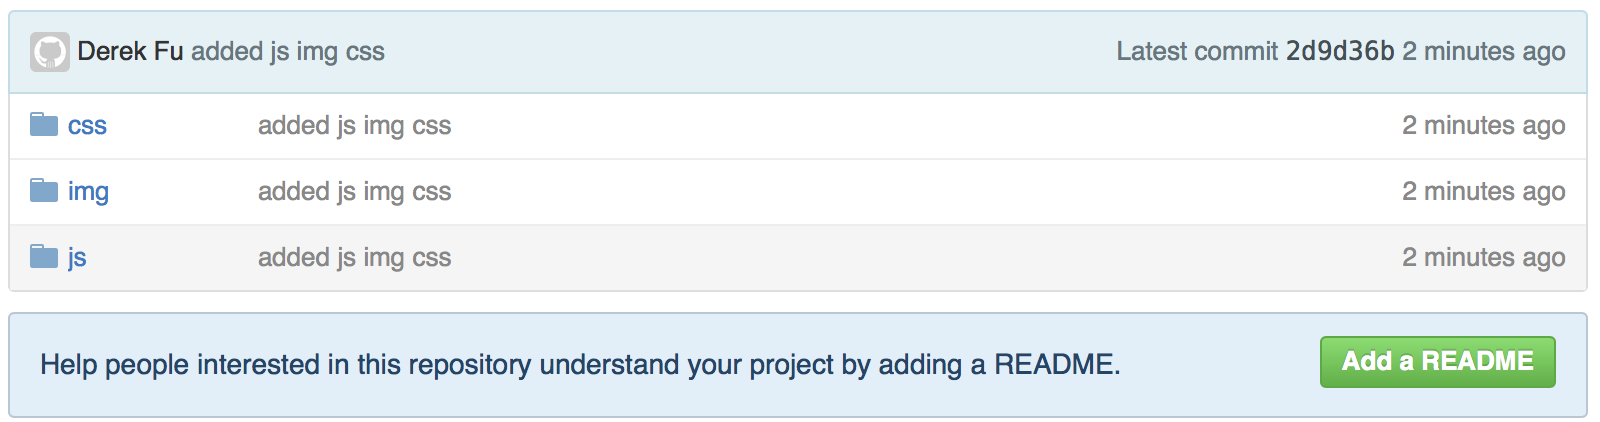 Derek Fu added js img css Latest commit 2d9d36b 2 minutes ago
css added js img css 2 minutes ago
img added js img css 2 minutes ago
js added js img css 2 minutes ago
Help people interested in this repository understand your project by adding a README. Add a README